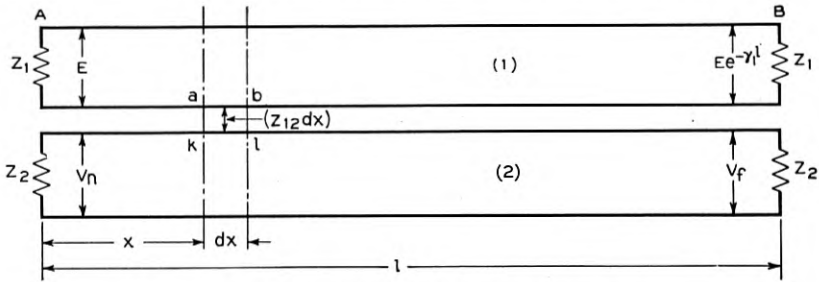 A B
Z₁ E (1) Ee^-γ₁l Z₁
a b
(Z₁₂dx)
k l
Z₂ Vn (2) Vf Z₂
x dx
l